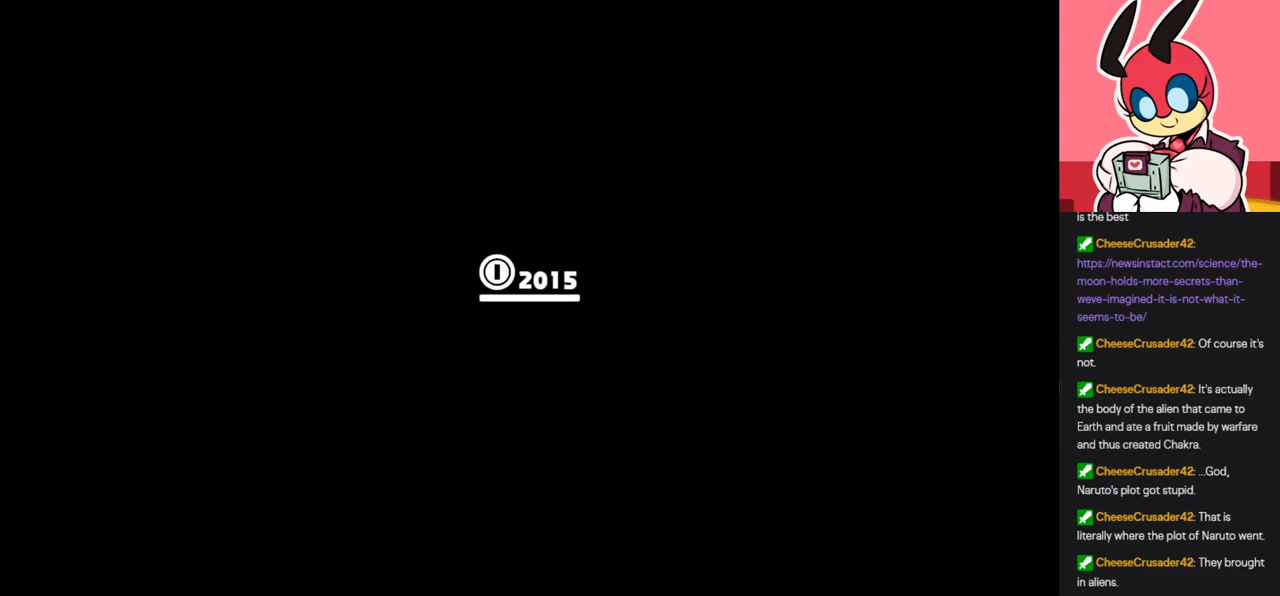 2015
is the best
CheeseCrusader42:
https://newsinstact.com/science/the-
moon-holds-more-secrets-than-
weve-imagined-it-is-not-what-it-
seems-to-be/
CheeseCrusader42: Of course it's
not.
CheeseCrusader42: It's actually
the body of the alien that came to
Earth and ate a fruit made by warfare
and thus created Chakra.
CheeseCrusader42: ...God,
Naruto's plot got stupid.
CheeseCrusader42: That is
literally where the plot of Naruto went.
CheeseCrusader42: They brought
in aliens.